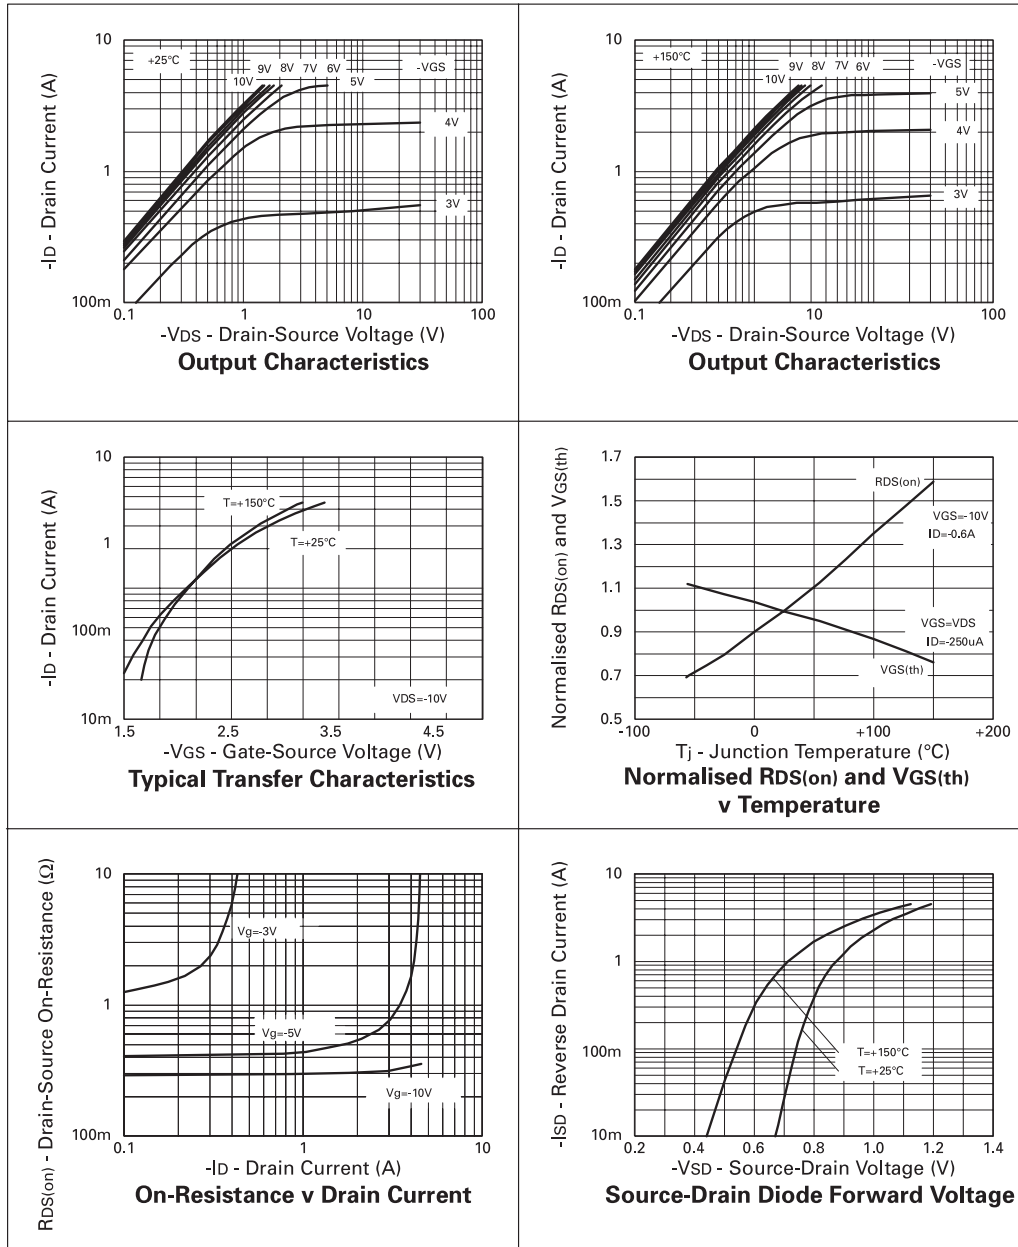 10
1
100m
-ID - Drain Current (A)
+25°C
9V 8V 7V 6V
10V
5V
-VGS
4V
3V
0.1 1 10 100
-VDS - Drain-Source Voltage (V)
Output Characteristics
10
1
100m
-ID - Drain Current (A)
+150°C
9V 8V 7V 6V
10V
-VGS
5V
4V
3V
0.1 1 10 100
-VDS - Drain-Source Voltage (V)
Output Characteristics
10
1
100m
10m
-ID - Drain Current (A)
T=+150°C
T=+25°C
VDS=-10V
1.5 2.5 3.5 4.5
-VGS - Gate-Source Voltage (V)
Typical Transfer Characteristics
1.7
1.5
1.3
1.1
0.9
0.7
0.5
Normalised RDS(on) and VGS(th)
RDS(on)
VGS=-10V
ID=-0.6A
VGS=VDS
ID=-250uA
VGS(th)
-100 0 +100 +200
Tj - Junction Temperature (°C)
Normalised RDS(on) and VGS(th)
v Temperature
10
1
100m
RDS(on) - Drain-Source On-Resistance (Ω)
Vg=-3V
Vg=-5V
Vg=-10V
0.1 1 10
-ID - Drain Current (A)
On-Resistance v Drain Current
10
1
100m
10m
-ISD - Reverse Drain Current (A)
T=+150°C
T=+25°C
0.2 0.4 0.6 0.8 1.0 1.2 1.4
-VSD - Source-Drain Voltage (V)
Source-Drain Diode Forward Voltage